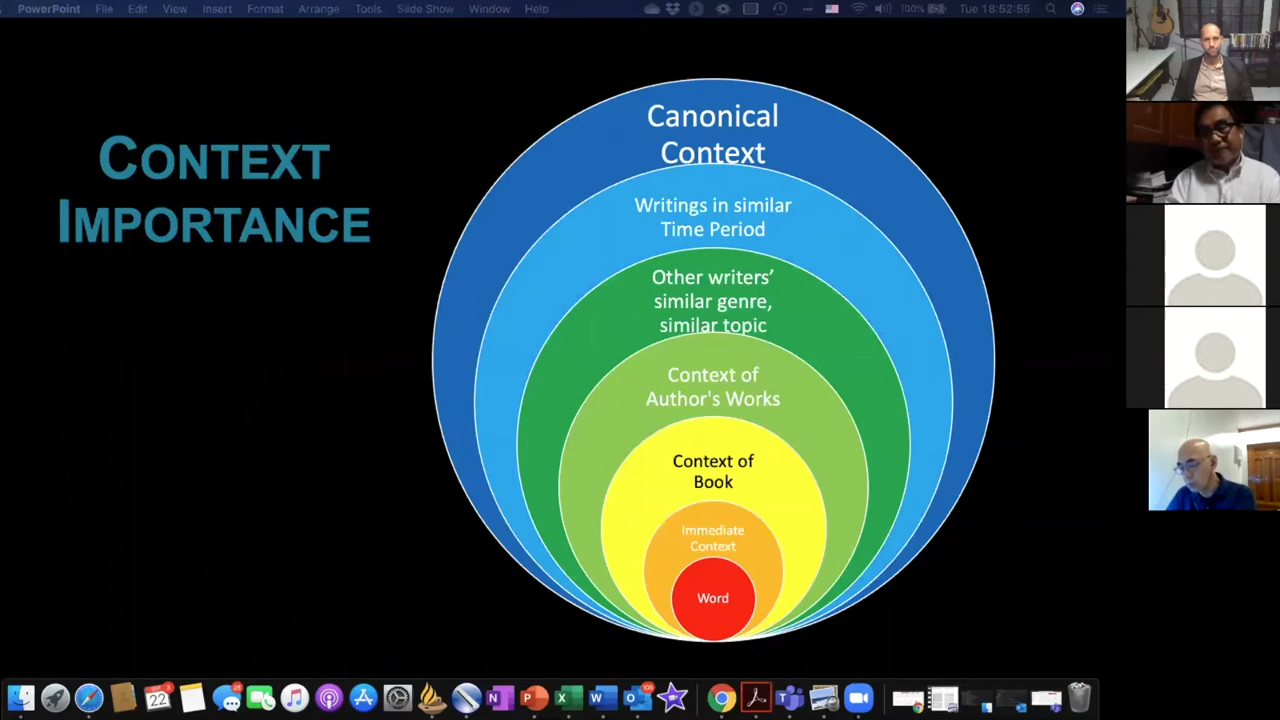 PowerPoint File Edit View Insert Format Arrange Tools Slide Show Window Help 100% Tue 18:52:55
CONTEXT
IMPORTANCE
Canonical
Context
Writings in similar
Time Period
Other writers'
similar genre,
similar topic
Context of
Author's Works
Context of
Book
Immediate
Context
Word
22